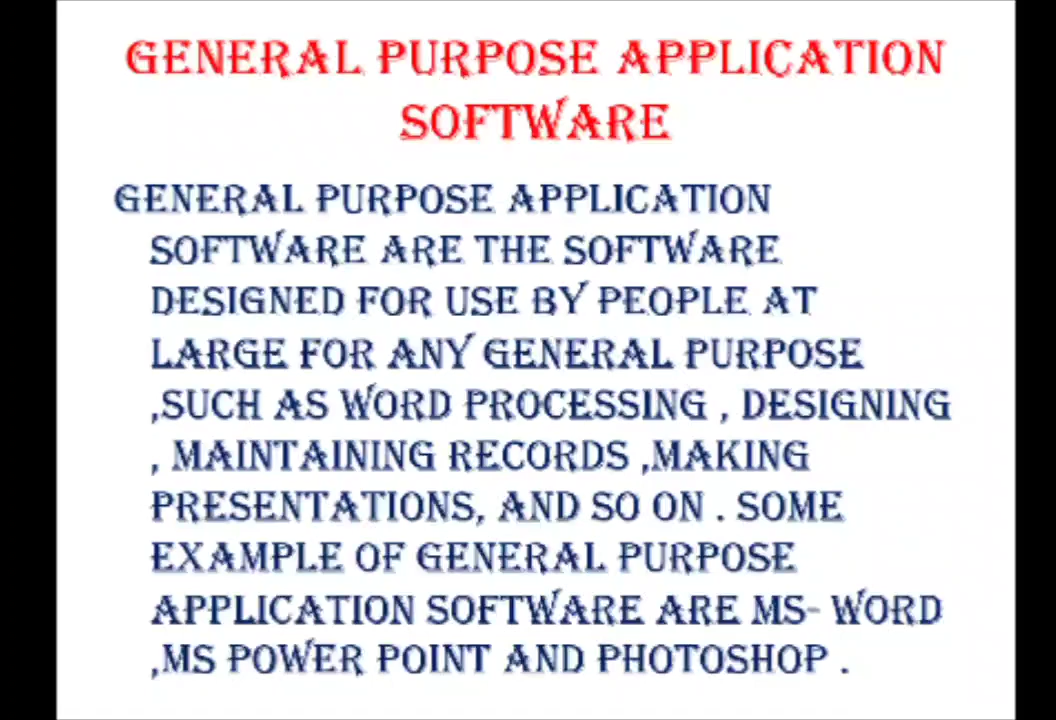 GENERAL PURPOSE APPLICATION
SOFTWARE
GENERAL PURPOSE APPLICATION
SOFTWARE ARE THE SOFTWARE
DESIGNED FOR USE BY PEOPLE AT
LARGE FOR ANY GENERAL PURPOSE
,SUCH AS WORD PROCESSING , DESIGNING
, MAINTAINING RECORDS ,MAKING
PRESENTATIONS, AND SO ON . SOME
EXAMPLE OF GENERAL PURPOSE
APPLICATION SOFTWARE ARE MS- WORD
,MS POWER POINT AND PHOTOSHOP .